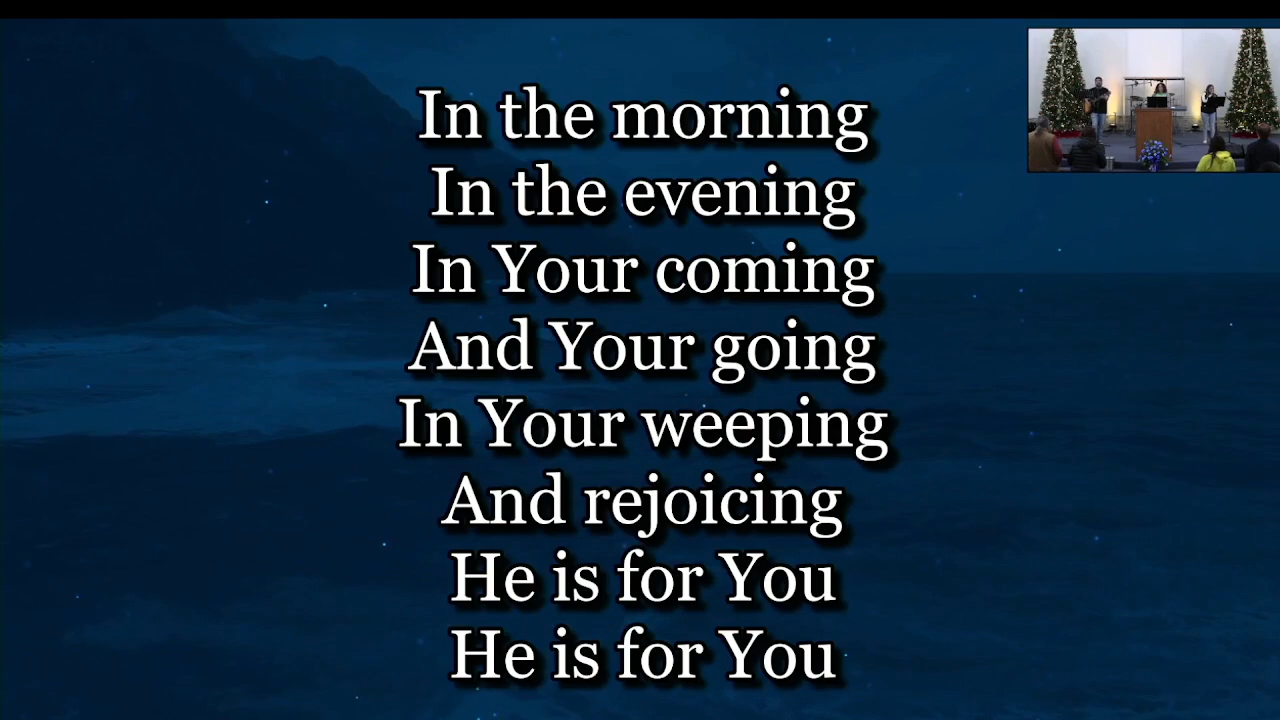 In the morning
In the evening
In Your coming
And Your going
In Your weeping
And rejoicing
He is for You
He is for You